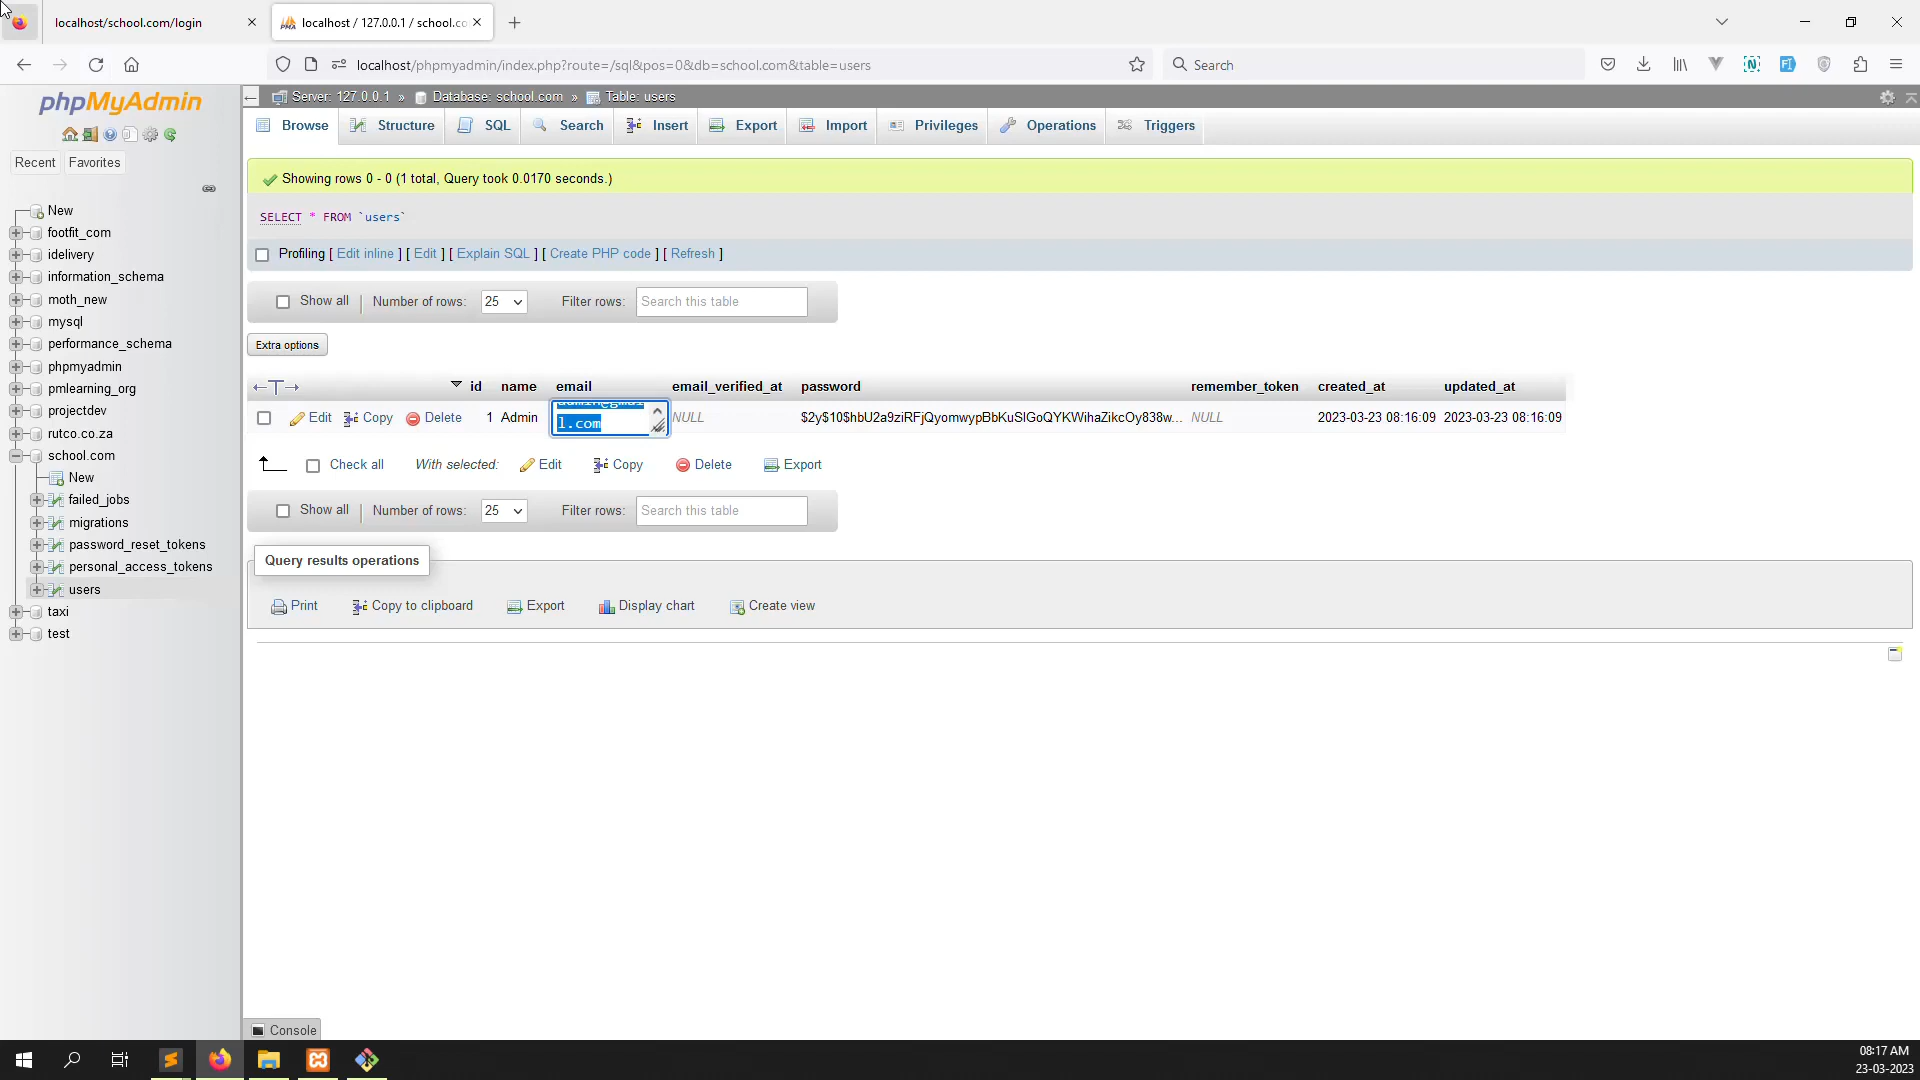 localhost/school.com/login
localhost / 127.0.0.1 / school.co
localhost/phpmyadmin/index.php?route=/sql&pos=0&db=school.com&table=users
Search
phpMyAdmin
Recent
Favorites
New
footfit_com
idelivery
information_schema
moth_new
mysql
performance_schema
phpmyadmin
pmlearning_org
projectdev
rutco.co.za
school.com
New
failed_jobs
migrations
password_reset_tokens
personal_access_tokens
users
taxi
test
Server: 127.0.0.1 » Database: school.com » Table: users
Browse Structure SQL Search Insert Export Import Privileges Operations Triggers
Showing rows 0 - 0 (1 total, Query took 0.0170 seconds.)
SELECT * FROM `users`
Profiling [ Edit inline ] [ Edit ] [ Explain SQL ] [ Create PHP code ] [ Refresh ]
Show all Number of rows: 25 Filter rows: Search this table
Extra options
id name email email_verified_at password remember_token created_at updated_at
Edit Copy Delete 1 Admin l.com NULL $2y$10$hbU2a9ziRFjQyomwypBbKuSlGoQYKWihaZikcOy838w... NULL 2023-03-23 08:16:09 2023-03-23 08:16:09
Check all With selected: Edit Copy Delete Export
Show all Number of rows: 25 Filter rows: Search this table
Query results operations
Print Copy to clipboard Export Display chart Create view
Console
08:17 AM
23-03-2023